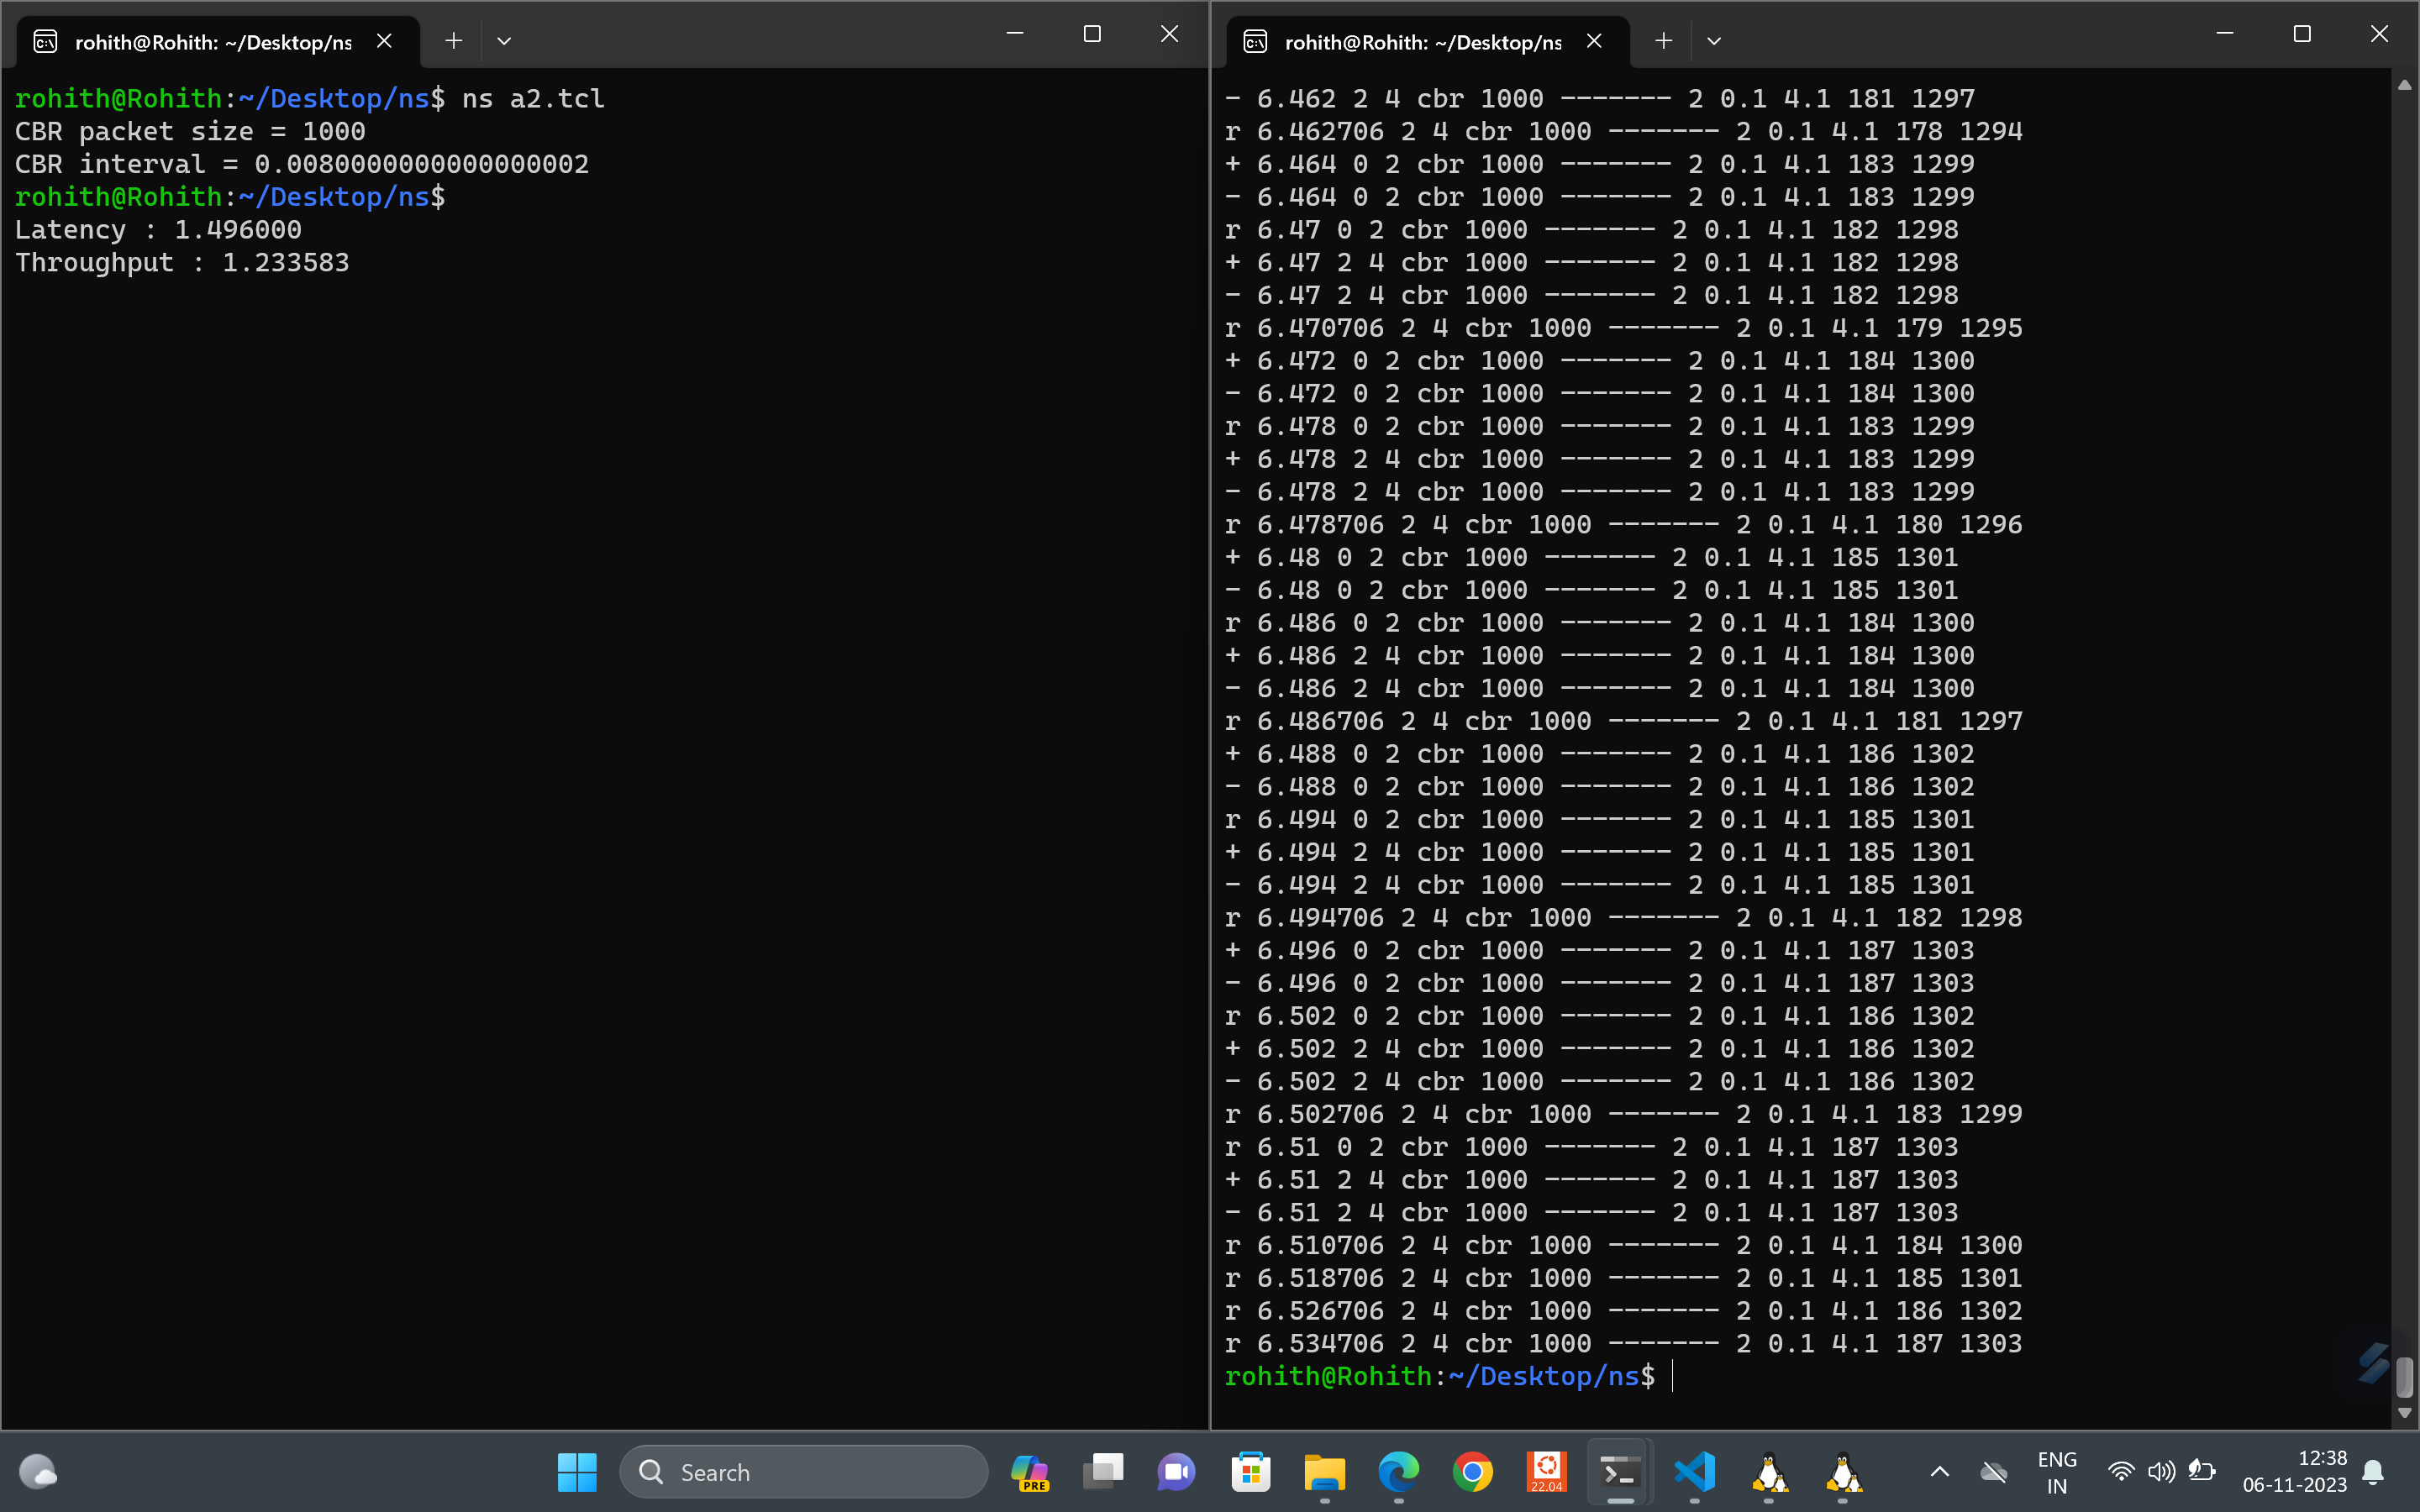 rohith@Rohith: ~/Desktop/ns
rohith@Rohith:~/Desktop/ns$ ns a2.tcl
CBR packet size = 1000
CBR interval = 0.0080000000000000002
rohith@Rohith:~/Desktop/ns$
Latency : 1.496000
Throughput : 1.233583
rohith@Rohith: ~/Desktop/ns
- 6.462 2 4 cbr 1000 ------- 2 0.1 4.1 181 1297
r 6.462706 2 4 cbr 1000 ------- 2 0.1 4.1 178 1294
+ 6.464 0 2 cbr 1000 ------- 2 0.1 4.1 183 1299
- 6.464 0 2 cbr 1000 ------- 2 0.1 4.1 183 1299
r 6.47 0 2 cbr 1000 ------- 2 0.1 4.1 182 1298
+ 6.47 2 4 cbr 1000 ------- 2 0.1 4.1 182 1298
- 6.47 2 4 cbr 1000 ------- 2 0.1 4.1 182 1298
r 6.470706 2 4 cbr 1000 ------- 2 0.1 4.1 179 1295
+ 6.472 0 2 cbr 1000 ------- 2 0.1 4.1 184 1300
- 6.472 0 2 cbr 1000 ------- 2 0.1 4.1 184 1300
r 6.478 0 2 cbr 1000 ------- 2 0.1 4.1 183 1299
+ 6.478 2 4 cbr 1000 ------- 2 0.1 4.1 183 1299
- 6.478 2 4 cbr 1000 ------- 2 0.1 4.1 183 1299
r 6.478706 2 4 cbr 1000 ------- 2 0.1 4.1 180 1296
+ 6.48 0 2 cbr 1000 ------- 2 0.1 4.1 185 1301
- 6.48 0 2 cbr 1000 ------- 2 0.1 4.1 185 1301
r 6.486 0 2 cbr 1000 ------- 2 0.1 4.1 184 1300
+ 6.486 2 4 cbr 1000 ------- 2 0.1 4.1 184 1300
- 6.486 2 4 cbr 1000 ------- 2 0.1 4.1 184 1300
r 6.486706 2 4 cbr 1000 ------- 2 0.1 4.1 181 1297
+ 6.488 0 2 cbr 1000 ------- 2 0.1 4.1 186 1302
- 6.488 0 2 cbr 1000 ------- 2 0.1 4.1 186 1302
r 6.494 0 2 cbr 1000 ------- 2 0.1 4.1 185 1301
+ 6.494 2 4 cbr 1000 ------- 2 0.1 4.1 185 1301
- 6.494 2 4 cbr 1000 ------- 2 0.1 4.1 185 1301
r 6.494706 2 4 cbr 1000 ------- 2 0.1 4.1 182 1298
+ 6.496 0 2 cbr 1000 ------- 2 0.1 4.1 187 1303
- 6.496 0 2 cbr 1000 ------- 2 0.1 4.1 187 1303
r 6.502 0 2 cbr 1000 ------- 2 0.1 4.1 186 1302
+ 6.502 2 4 cbr 1000 ------- 2 0.1 4.1 186 1302
- 6.502 2 4 cbr 1000 ------- 2 0.1 4.1 186 1302
r 6.502706 2 4 cbr 1000 ------- 2 0.1 4.1 183 1299
r 6.51 0 2 cbr 1000 ------- 2 0.1 4.1 187 1303
+ 6.51 2 4 cbr 1000 ------- 2 0.1 4.1 187 1303
- 6.51 2 4 cbr 1000 ------- 2 0.1 4.1 187 1303
r 6.510706 2 4 cbr 1000 ------- 2 0.1 4.1 184 1300
r 6.518706 2 4 cbr 1000 ------- 2 0.1 4.1 185 1301
r 6.526706 2 4 cbr 1000 ------- 2 0.1 4.1 186 1302
r 6.534706 2 4 cbr 1000 ------- 2 0.1 4.1 187 1303
rohith@Rohith:~/Desktop/ns$
Search
PRE
22.04
ENG
IN
12:38
06-11-2023